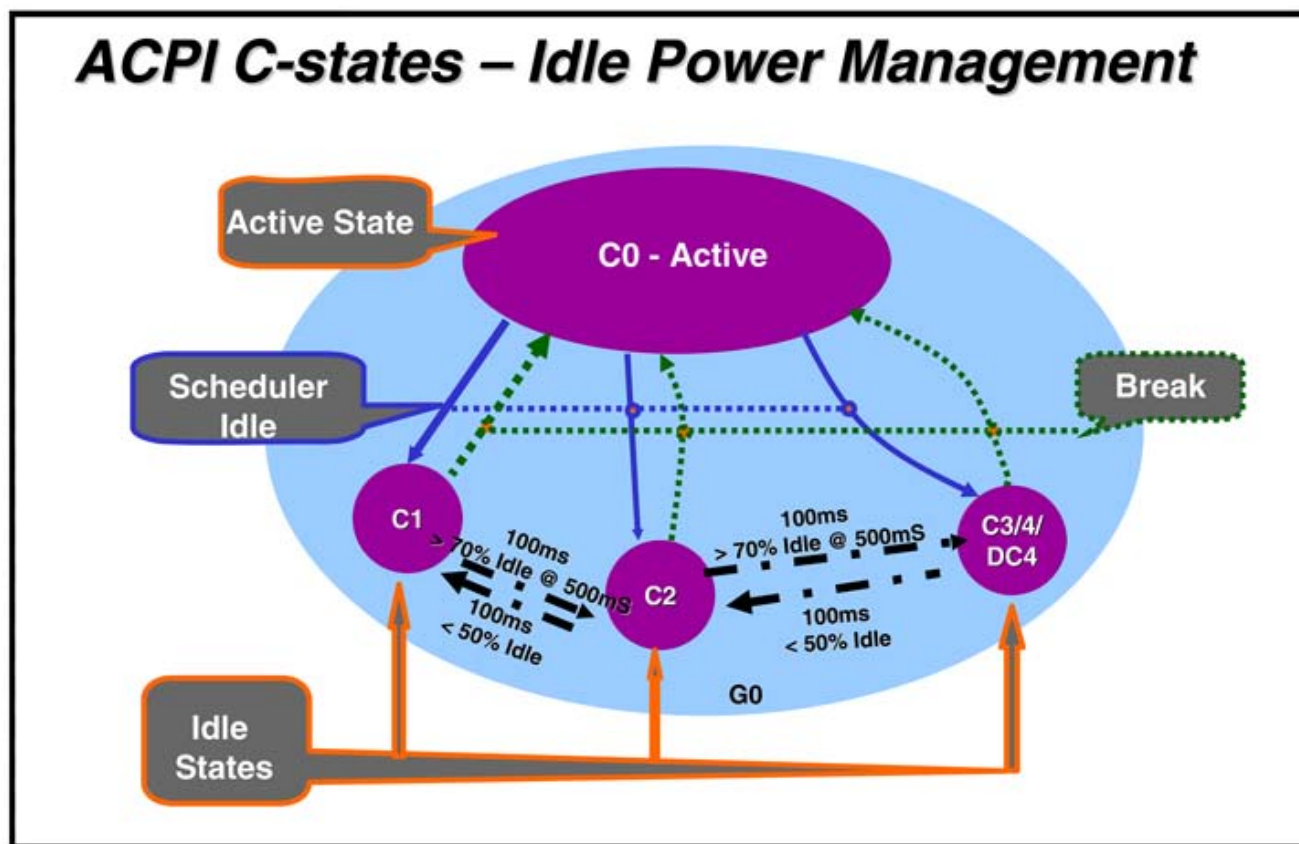 ACPI C-states – Idle Power Management
Active State
C0 - Active
Scheduler
Idle
Break
C1
100ms
> 70% Idle @ 500mS
100ms
< 50% Idle
C2
100ms
> 70% Idle @ 500mS
100ms
< 50% Idle
C3/4/
DC4
G0
Idle
States